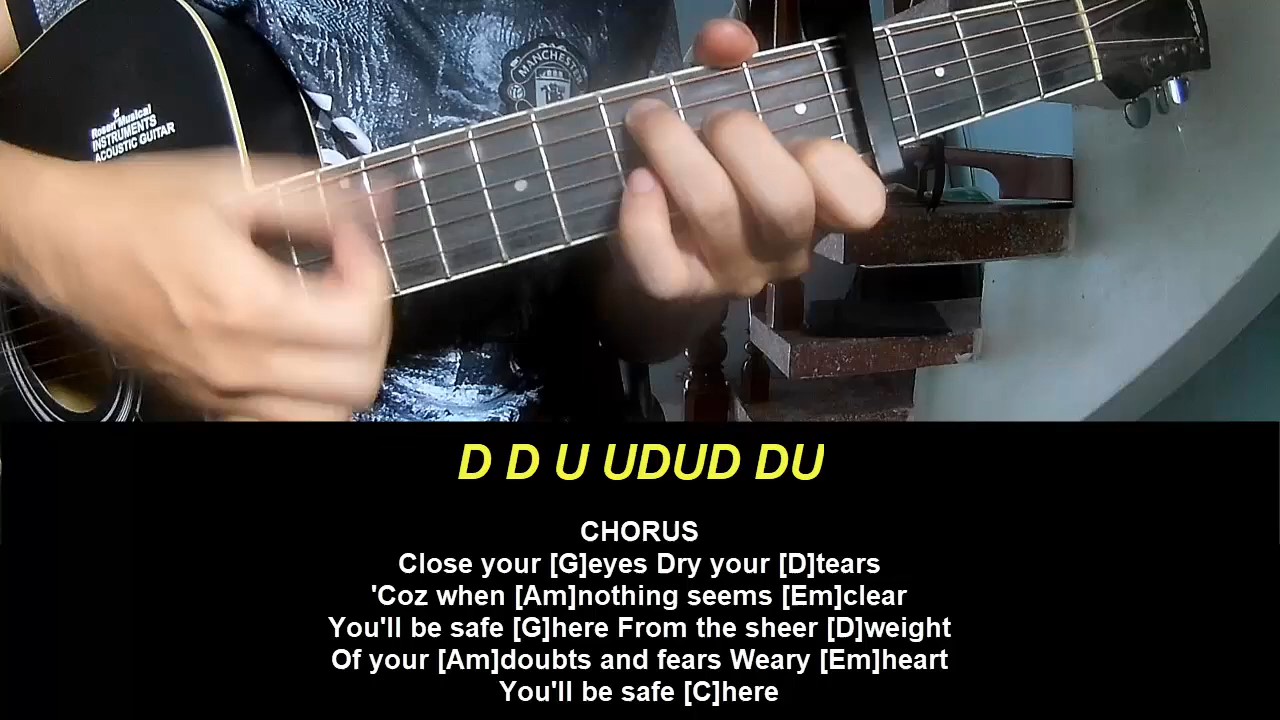 MANCHESTER
Rosen Musical
INSTRUMENTS
ACOUSTIC GUITAR
D D U UDUD DU
CHORUS
Close your [G]eyes Dry your [D]tears
'Coz when [Am]nothing seems [Em]clear
You'll be safe [G]here From the sheer [D]weight
Of your [Am]doubts and fears Weary [Em]heart
You'll be safe [C]here